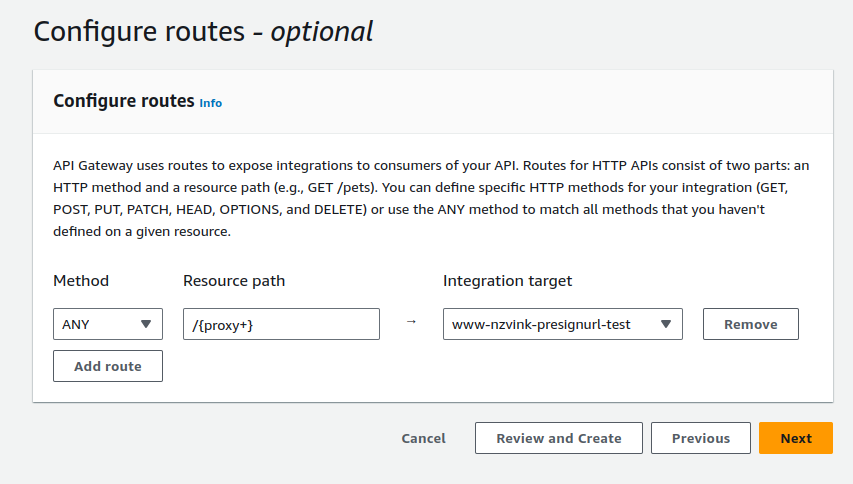 Configure routes - optional
Configure routes Info
API Gateway uses routes to expose integrations to consumers of your API. Routes for HTTP APIs consist of two parts: an
HTTP method and a resource path (e.g., GET /pets). You can define specific HTTP methods for your integration (GET,
POST, PUT, PATCH, HEAD, OPTIONS, and DELETE) or use the ANY method to match all methods that you haven't
defined on a given resource.
Method Resource path Integration target
ANY /{proxy+} → www-nzvink-presignurl-test Remove
Add route
Cancel Review and Create Previous Next